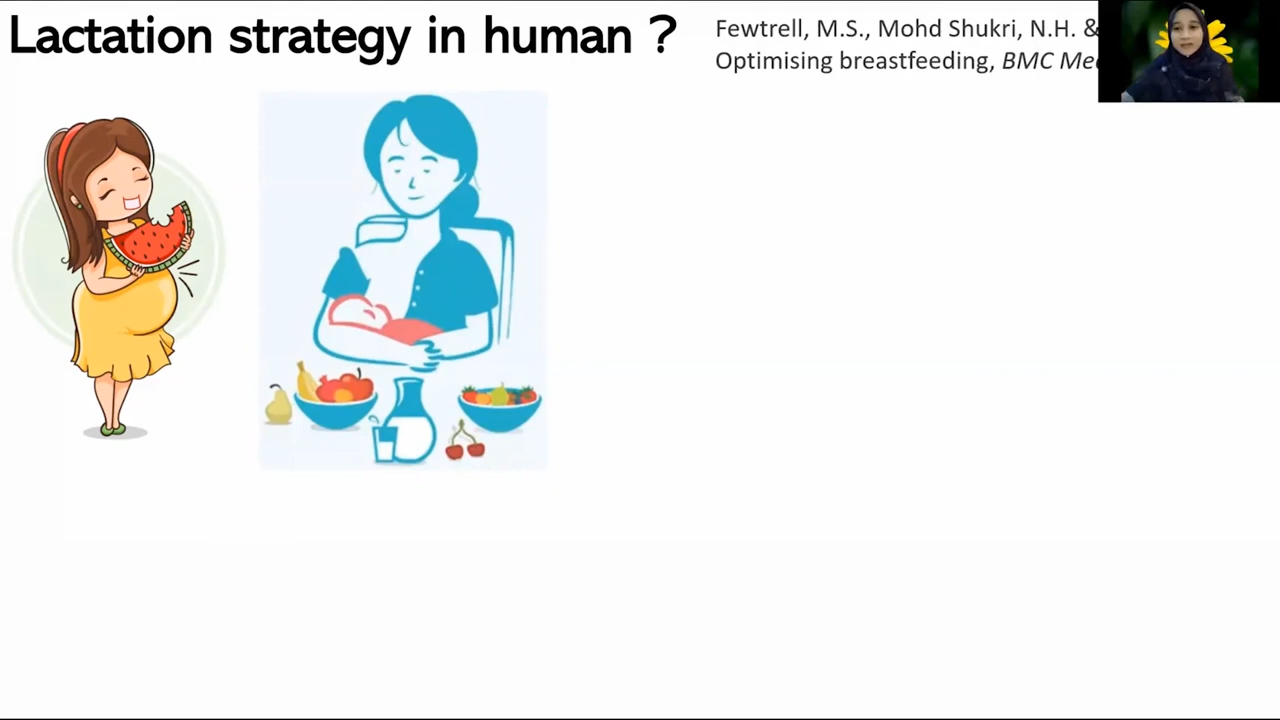 Lactation strategy in human ?
Fewtrell, M.S., Mohd Shukri, N.H. &
Optimising breastfeeding, BMC Me